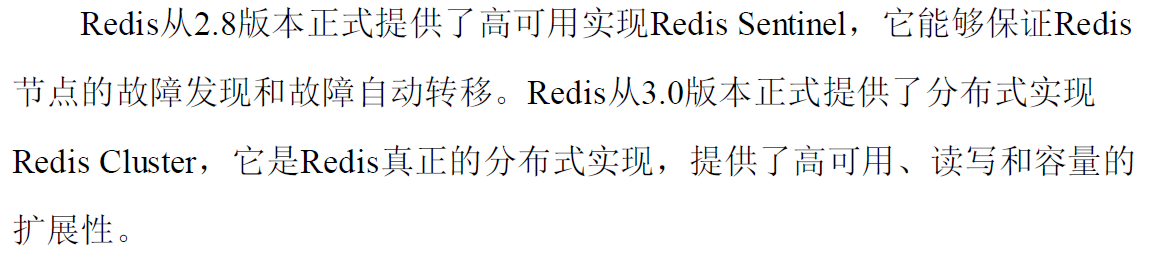 Redis从2.8版本正式提供了高可用实现Redis Sentinel，它能够保证Redis
节点的故障发现和故障自动转移。Redis从3.0版本正式提供了分布式实现
Redis Cluster，它是Redis真正的分布式实现，提供了高可用、读写和容量的
扩展性。